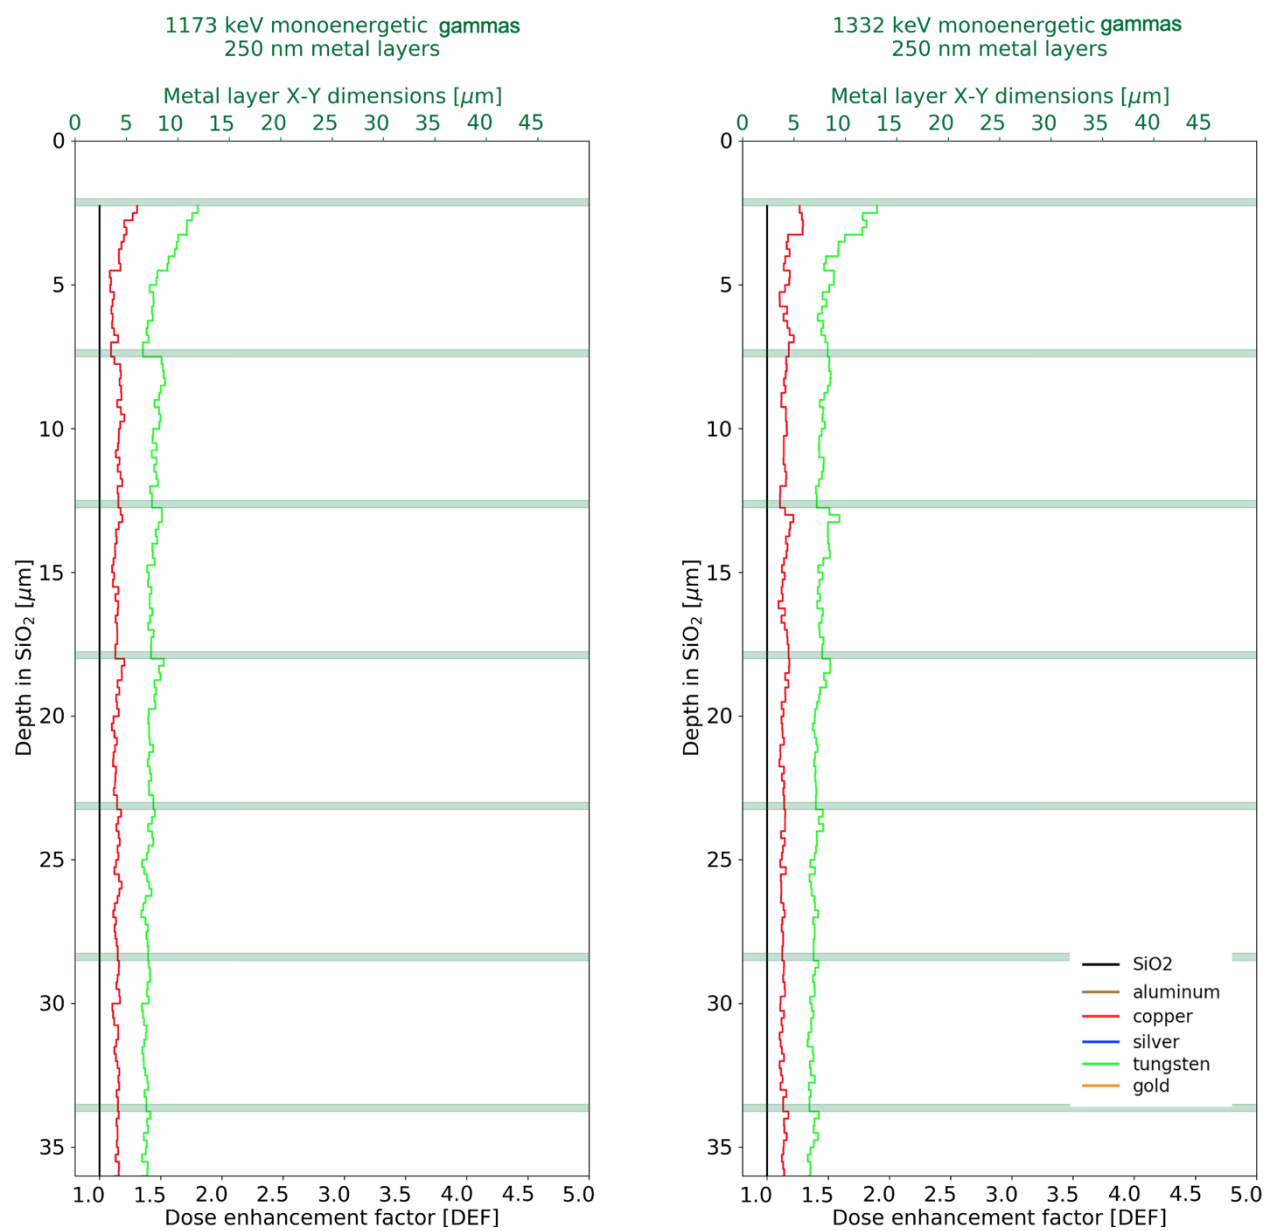 1173 keV monoenergetic gammas
250 nm metal layers
Metal layer X-Y dimensions [μm]
0 5 10 25 30 35 40 45
0
5
10
15
20
25
30
35
Depth in SiO₂ [μm]
1.0 1.5 2.0 2.5 3.0 3.5 4.0 4.5 5.0
Dose enhancement factor [DEF]
1332 keV monoenergetic gammas
250 nm metal layers
Metal layer X-Y dimensions [μm]
0 5 10 20 25 30 35 40 45
Depth in SiO₂ [μm]
0
5
10
15
20
25
30
35
SiO2
aluminum
copper
silver
tungsten
gold
1.0 1.5 2.0 2.5 3.0 3.5 4.0 4.5 5.0
Dose enhancement factor [DEF]